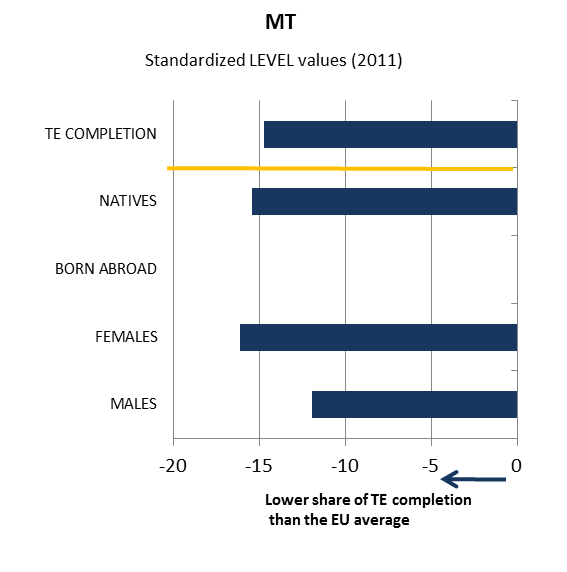 MT
Standardized LEVEL values (2011)
TE COMPLETION
NATIVES
BORN ABROAD
FEMALES
MALES
-20 -15 -10 -5 0
Lower share of TE completion
than the EU average